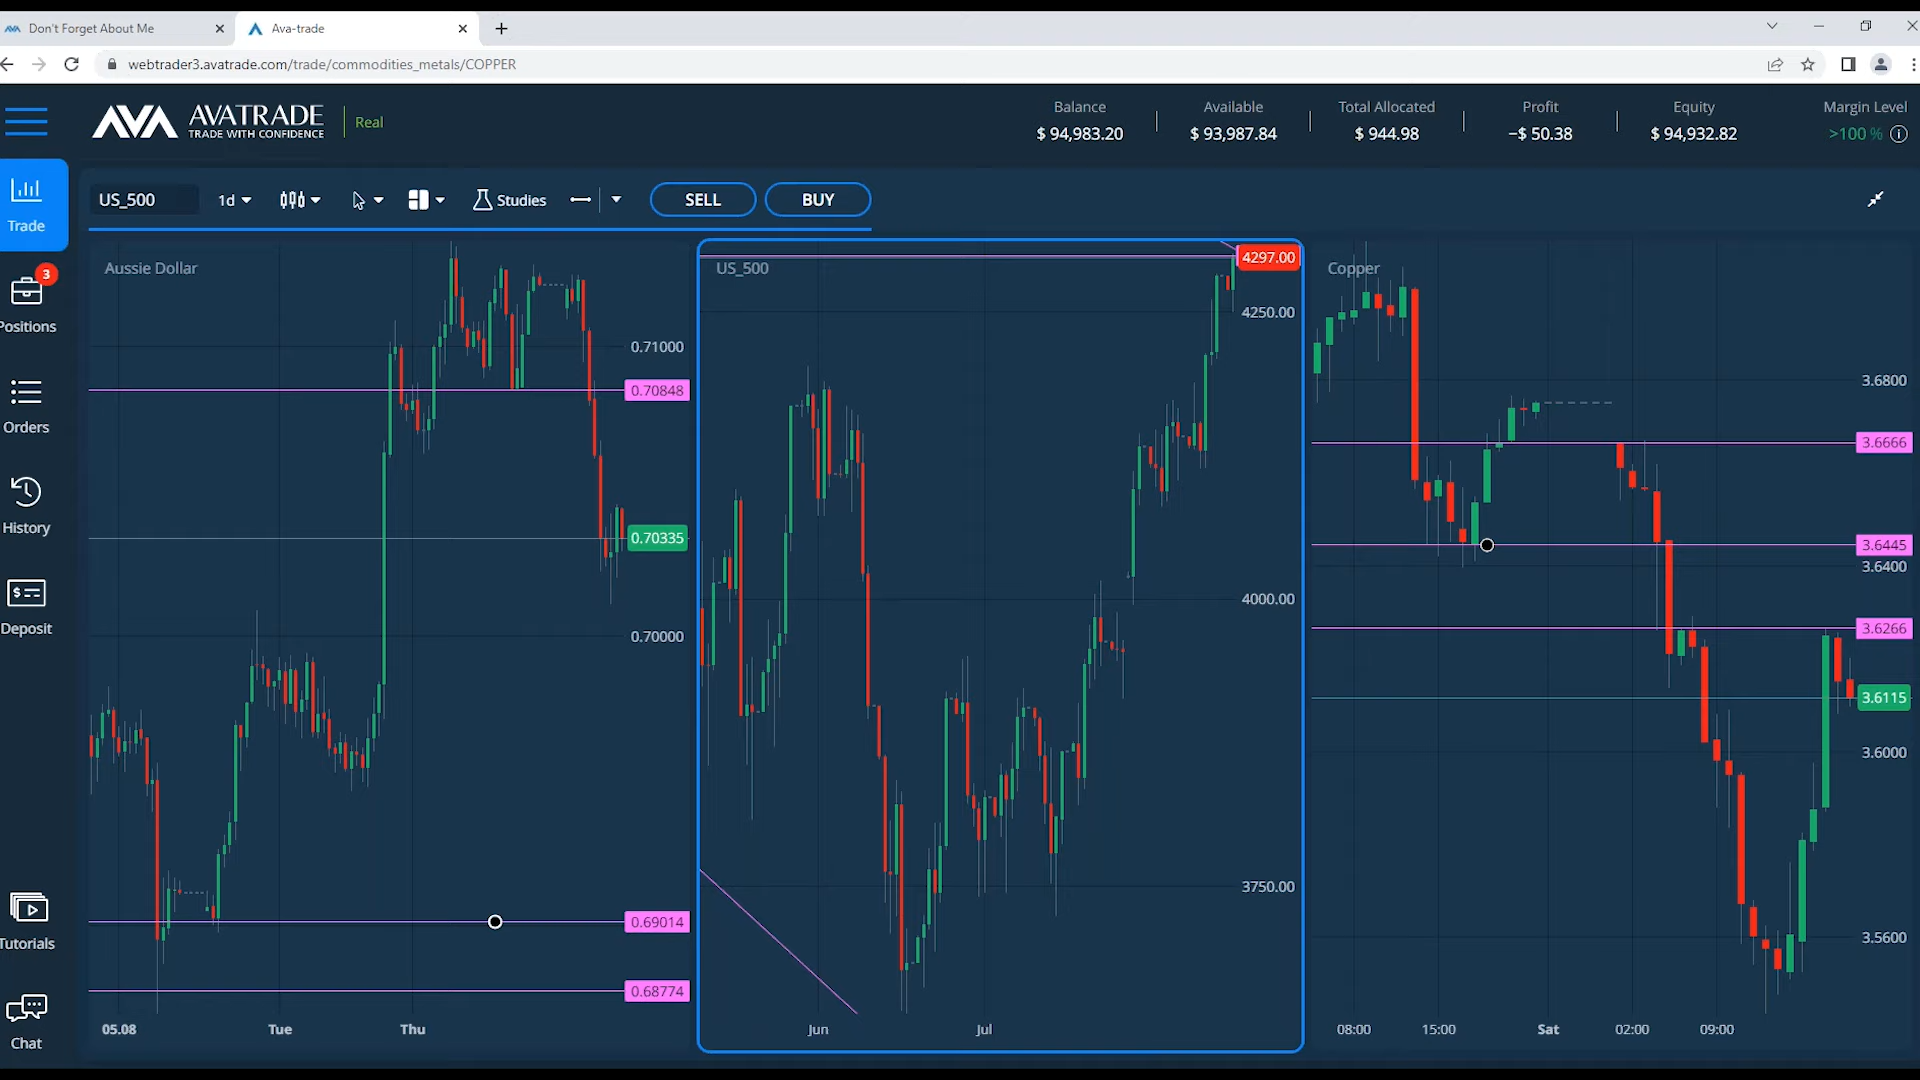 Don't Forget About Me
Ava-trade
webtrader3.avatrade.com/trade/commodities_metals/COPPER
AVA AVATRADE
TRADE WITH CONFIDENCE
Real
Balance
$ 94,983.20
Available
$ 93,987.84
Total Allocated
$ 944.98
Profit
−$ 50.38
Equity
$ 94,932.82
Margin Level
>100 %
Trade
3
Positions
Orders
History
Deposit
Tutorials
Chat
US_500
1d
Studies
SELL
BUY
Aussie Dollar
0.71000
0.70848
0.70335
0.70000
0.69014
0.68774
05.08
Tue
Thu
US_500
4297.00
4250.00
4000.00
3750.00
Jun
Jul
Copper
3.6800
3.6666
3.6445
3.6400
3.6266
3.6115
3.6000
3.5600
08:00
15:00
Sat
02:00
09:00